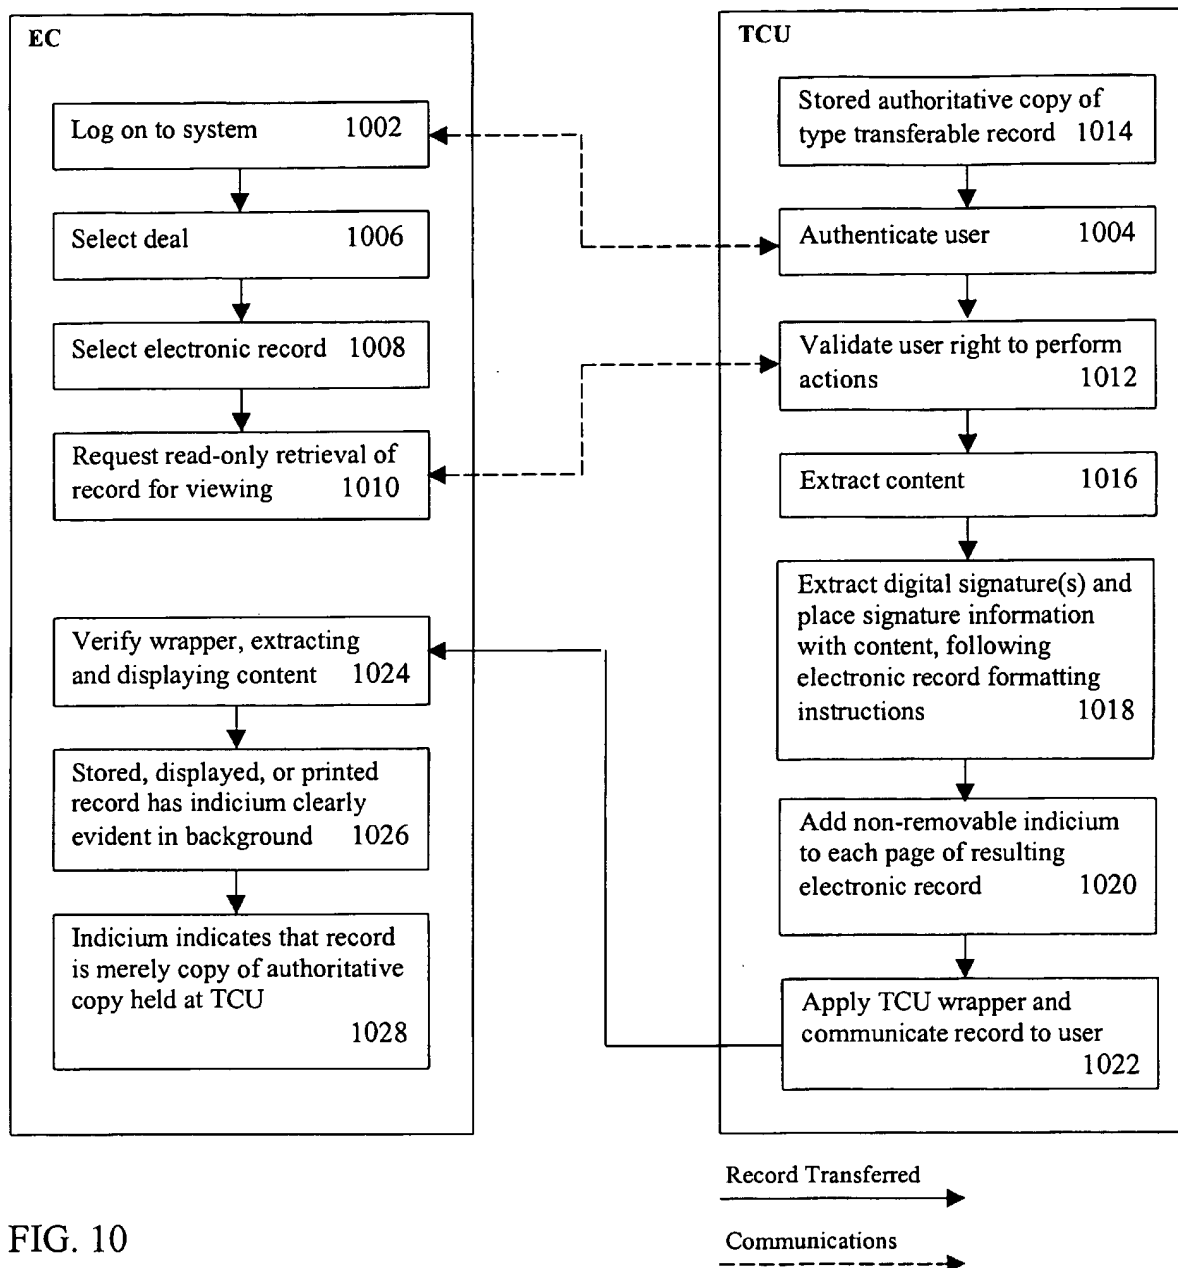 EC
Log on to system 1002
Select deal 1006
Select electronic record 1008
Request read-only retrieval of
record for viewing 1010
Verify wrapper, extracting
and displaying content 1024
Stored, displayed, or printed
record has indicium clearly
evident in background 1026
Indicium indicates that record
is merely copy of authoritative
copy held at TCU
1028
TCU
Stored authoritative copy of
type transferable record 1014
Authenticate user 1004
Validate user right to perform
actions 1012
Extract content 1016
Extract digital signature(s) and
place signature information
with content, following
electronic record formatting
instructions 1018
Add non-removable indicium
to each page of resulting
electronic record 1020
Apply TCU wrapper and
communicate record to user
1022
Record Transferred
Communications
FIG. 10